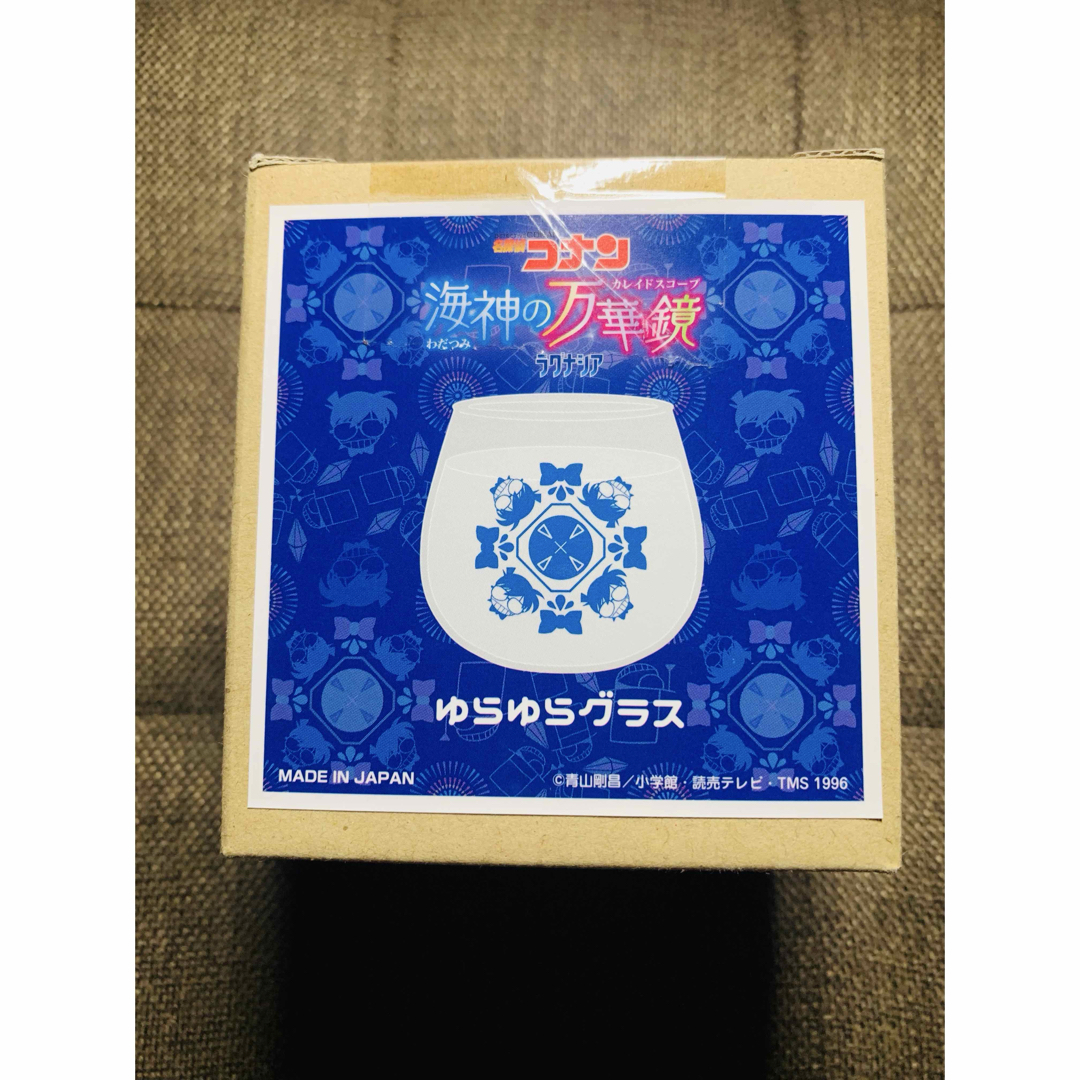 名探偵コナン
カレイドスコープ
海神の万華鏡
わだつみ
ラグナシア
ゆらゆらグラス
MADE IN JAPAN
©青山剛昌/小学館・読売テレビ・TMS 1996